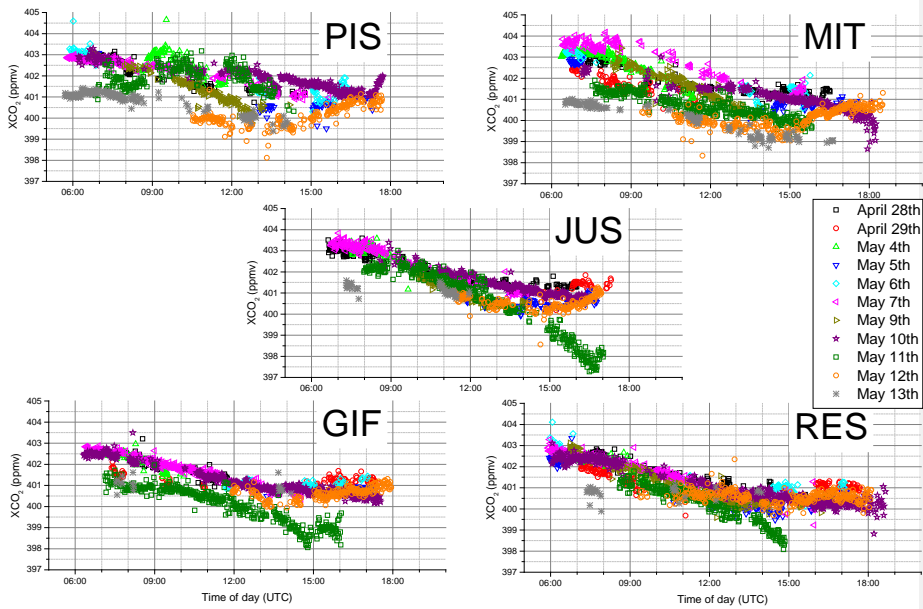 PIS
XCO2 (ppmv)
405
404
403
402
401
400
399
398
397
06:00 09:00 12:00 15:00 18:00
MIT
XCO2 (ppmv)
405
404
403
402
401
400
399
398
397
06:00 09:00 12:00 15:00 18:00
JUS
XCO2 (ppmv)
405
404
403
402
401
400
399
398
397
06:00 09:00 12:00 15:00 18:00
April 28th
April 29th
May 4th
May 5th
May 6th
May 7th
May 9th
May 10th
May 11th
May 12th
May 13th
GIF
XCO2 (ppmv)
405
404
403
402
401
400
399
398
397
06:00 09:00 12:00 15:00 18:00
Time of day (UTC)
RES
XCO2 (ppmv)
405
404
403
402
401
400
399
398
397
06:00 09:00 12:00 15:00 18:00
Time of day (UTC)